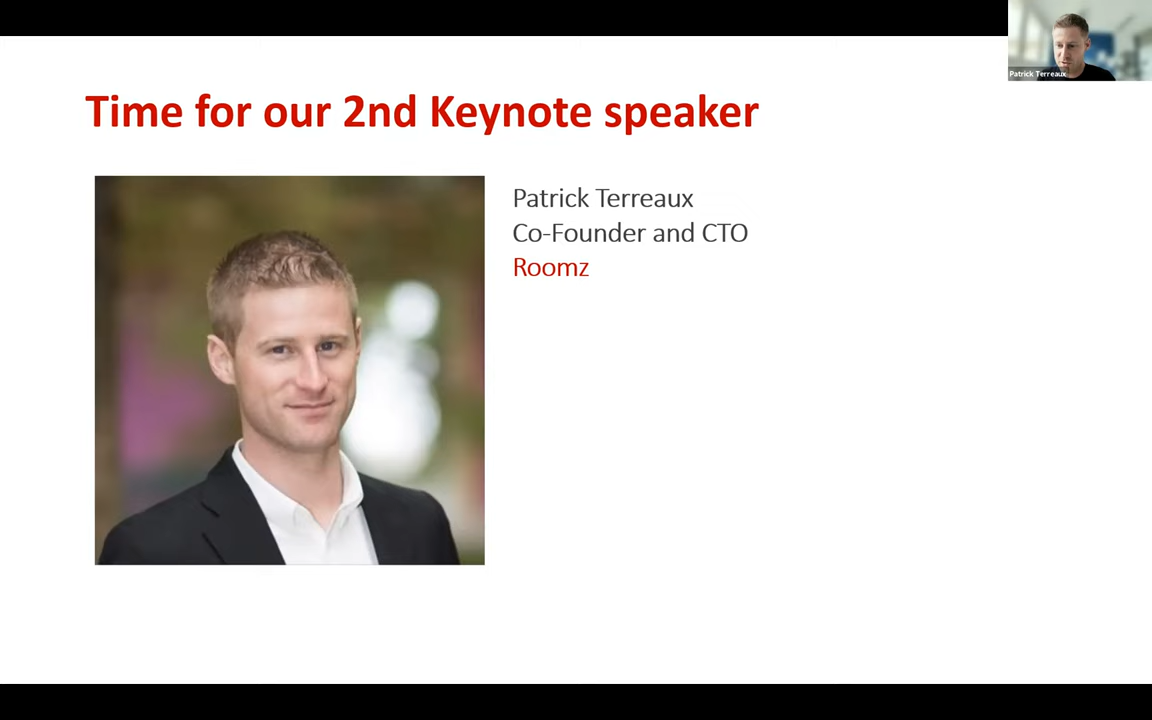 Time for our 2nd Keynote speaker
Patrick Terreaux
Co-Founder and CTO
Roomz
Patrick Terreaux